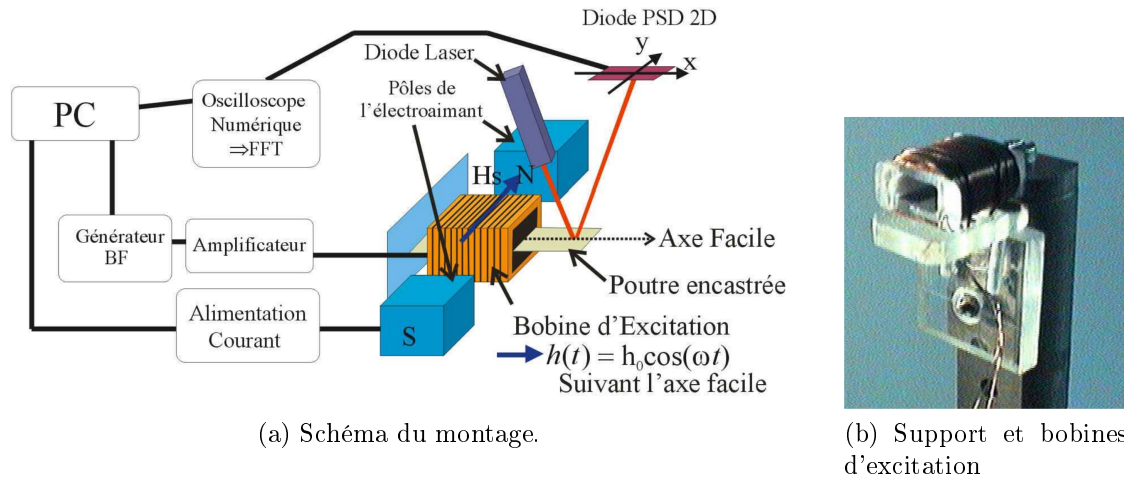 Diode PSD 2D
y
x
Diode Laser
Pôles de
l'électroaimant
PC
Oscilloscope
Numérique
⇒FFT
Hs
N
Générateur
BF
Amplificateur
Axe Facile
Poutre encastrée
Alimentation
Courant
S
Bobine d'Excitation
h(t) = h₀cos(ωt)
Suivant l'axe facile
(a) Schéma du montage.
(b) Support et bobines
d'excitation